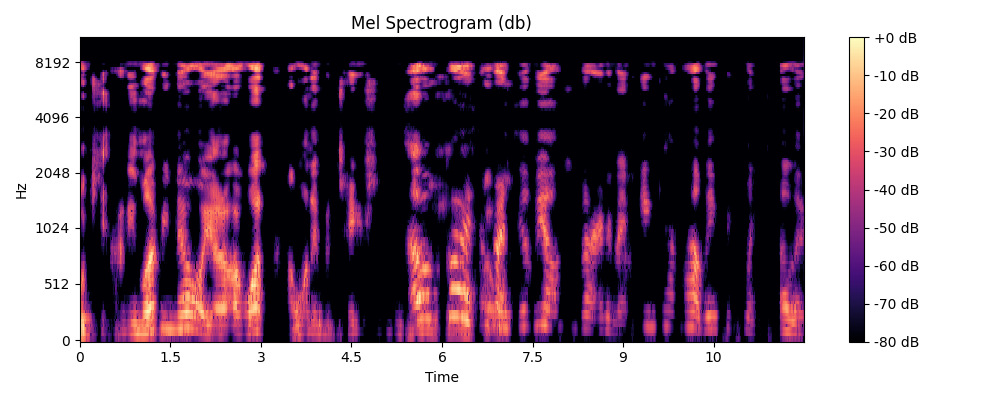 Mel Spectrogram (db)
8192
4096
2048
1024
512
0
Hz
0 1.5 3 4.5 6 7.5 9 10
Time
+0 dB
-10 dB
-20 dB
-30 dB
-40 dB
-50 dB
-60 dB
-70 dB
-80 dB